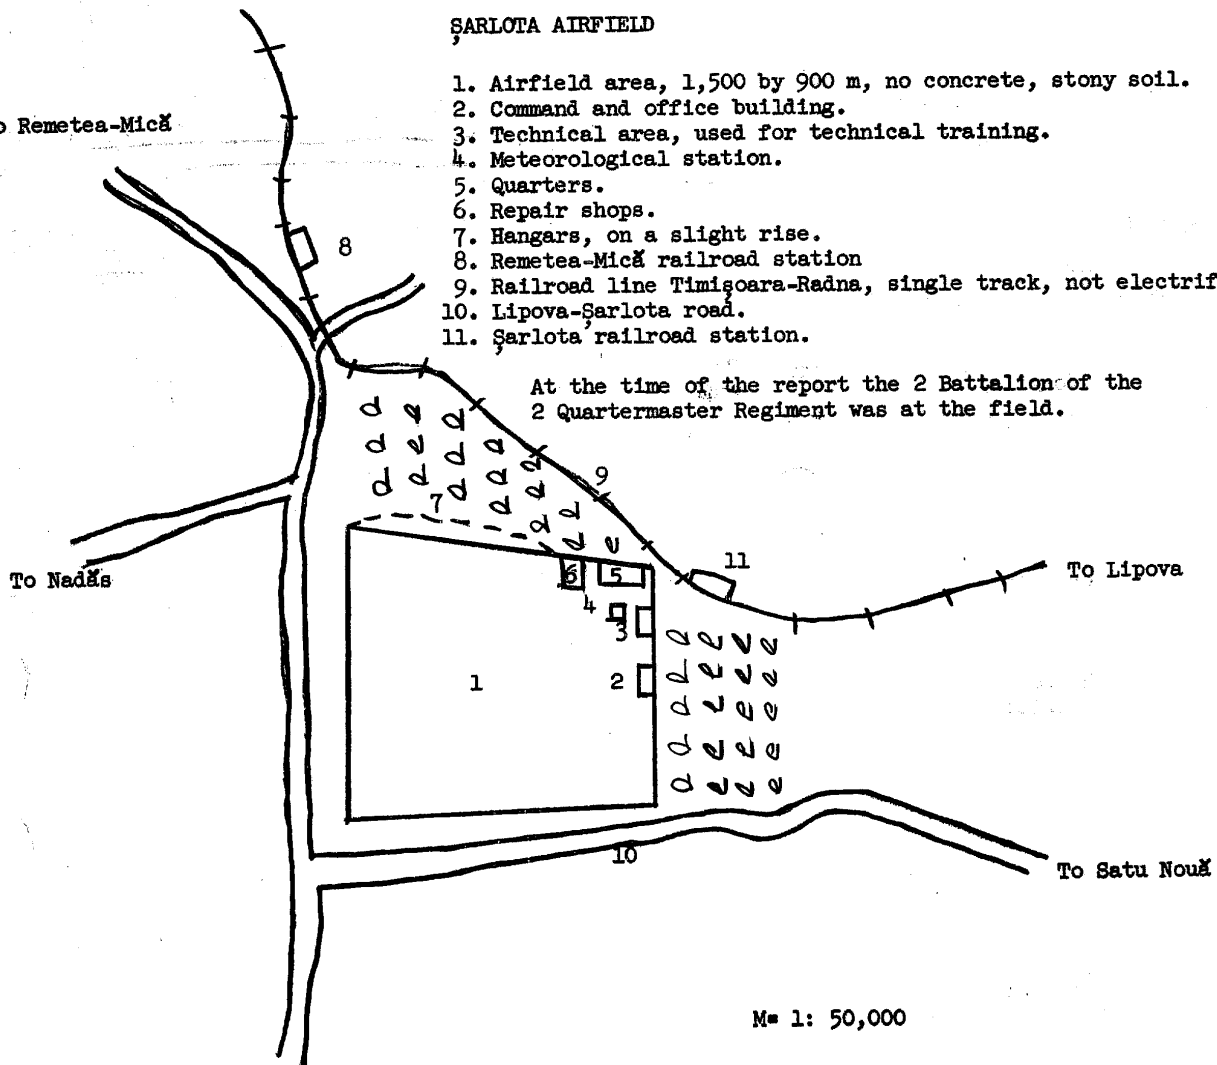 ȘARLOTA AIRFIELD
1. Airfield area, 1,500 by 900 m, no concrete, stony soil.
2. Command and office building.
3. Technical area, used for technical training.
4. Meteorological station.
5. Quarters.
6. Repair shops.
7. Hangars, on a slight rise.
8. Remetea-Mică railroad station
9. Railroad line Timișoara-Radna, single track, not electrif
10. Lipova-Șarlota road.
11. Șarlota railroad station.
At the time of the report the 2 Battalion of the
2 Quartermaster Regiment was at the field.
o Remetea-Mică
8
9
7
11
To Lipova
To Nadăs
6
5
4
3
1
2
10
To Satu Nouă
M= 1: 50,000